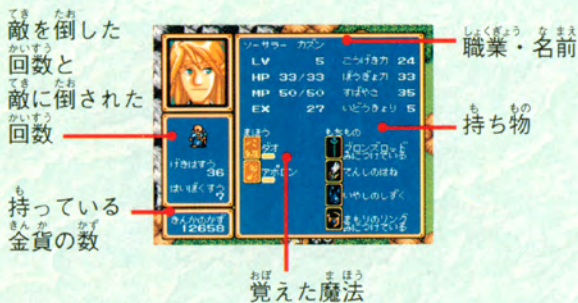 敵を倒した
回数と
敵に倒された
回数
持っている
金貨の数
ソーサラー カズン
LV 5 こうげき力 24
HP 33/33 ぼうぎょ力 33
MP 50/50 すばやさ 35
EX 27 いどうきょり 5
げきはすう
36
はいぼくすう
7
きんかのかず
12658
まほう
ダオ
アポロン
もちもの
ブロンズロッド
みにつけている
てんしのはね
いやしのしずく
まもりのリング
みにつけている
職業・名前
持ち物
覚えた魔法